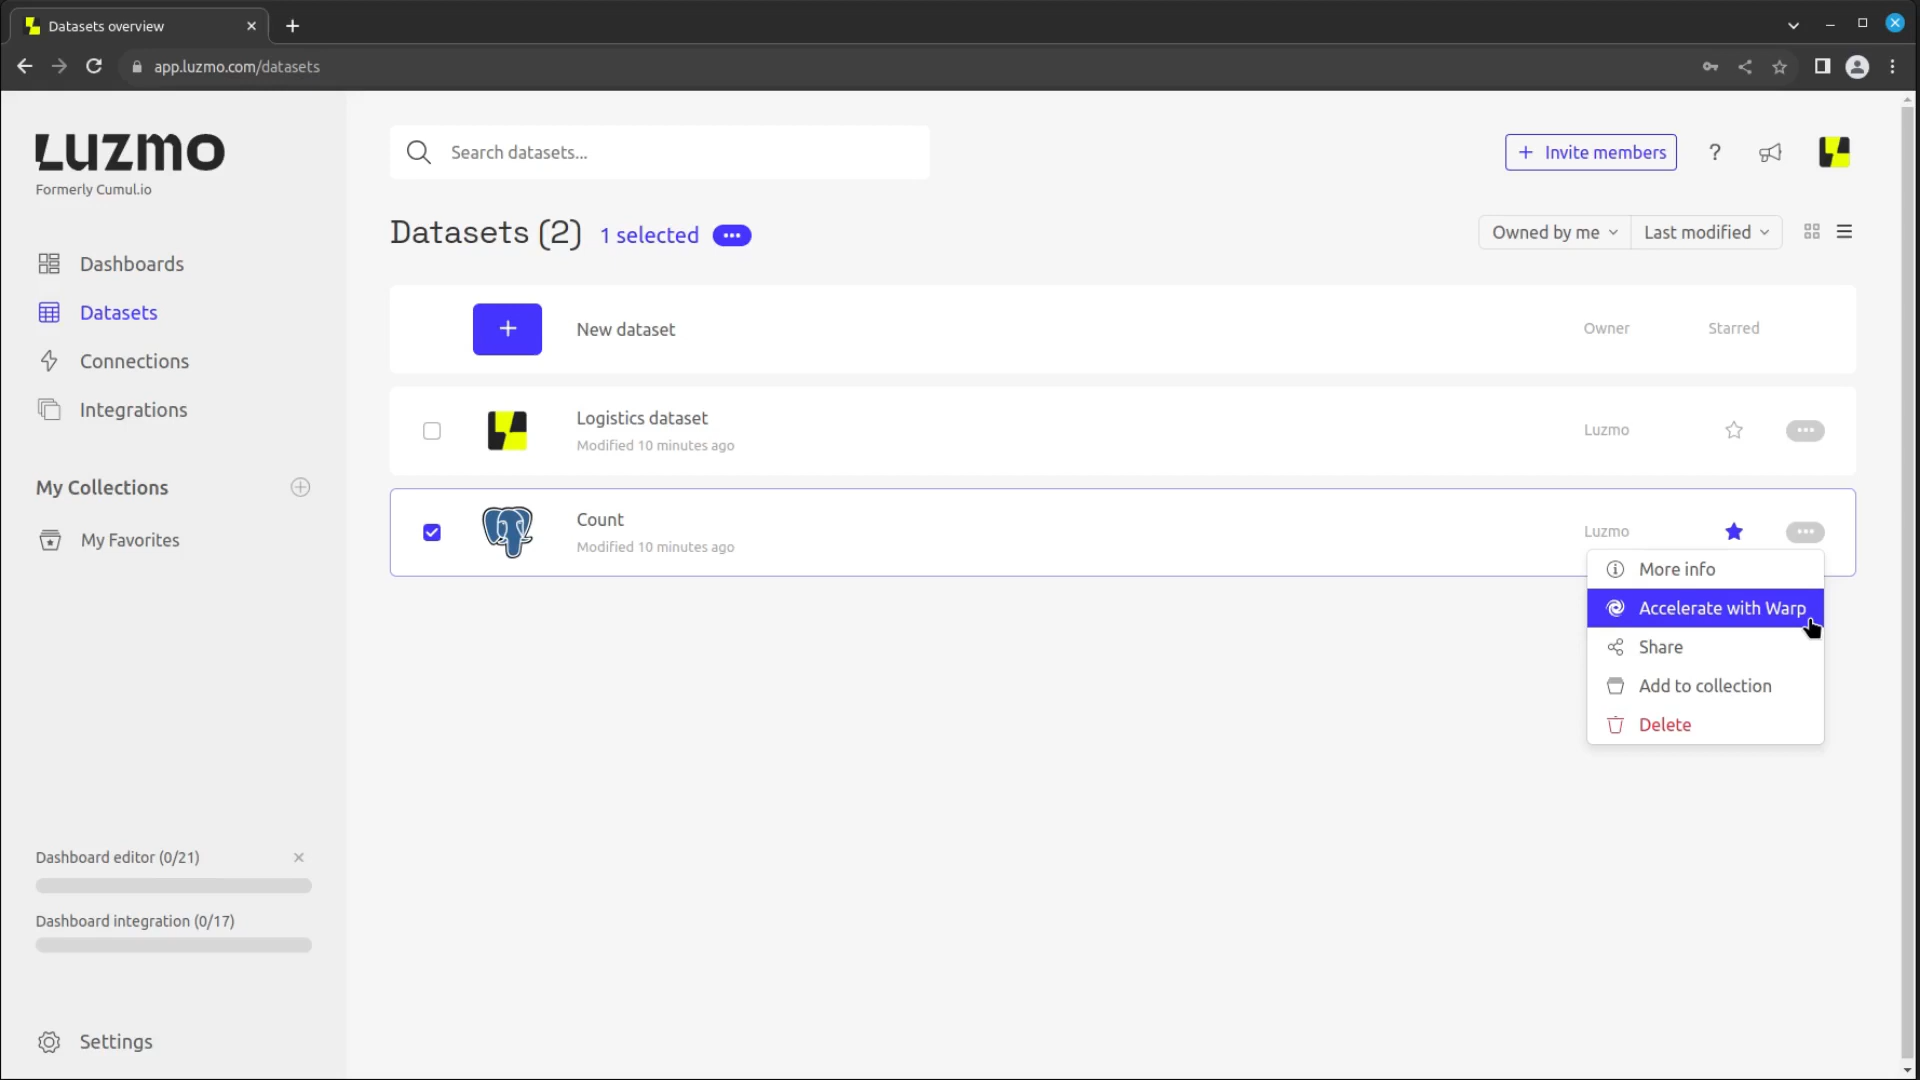 Datasets overview
app.luzmo.com/datasets
Luzmo
Formerly Cumul.io
Search datasets...
Invite members
?
Datasets (2)
1 selected
Owned by me
Last modified
Dashboards
Datasets
Connections
Integrations
My Collections
My Favorites
New dataset
Owner
Starred
Logistics dataset
Modified 10 minutes ago
Luzmo
Count
Modified 10 minutes ago
Luzmo
More info
Accelerate with Warp
Share
Add to collection
Delete
Dashboard editor (0/21)
Dashboard integration (0/17)
Settings